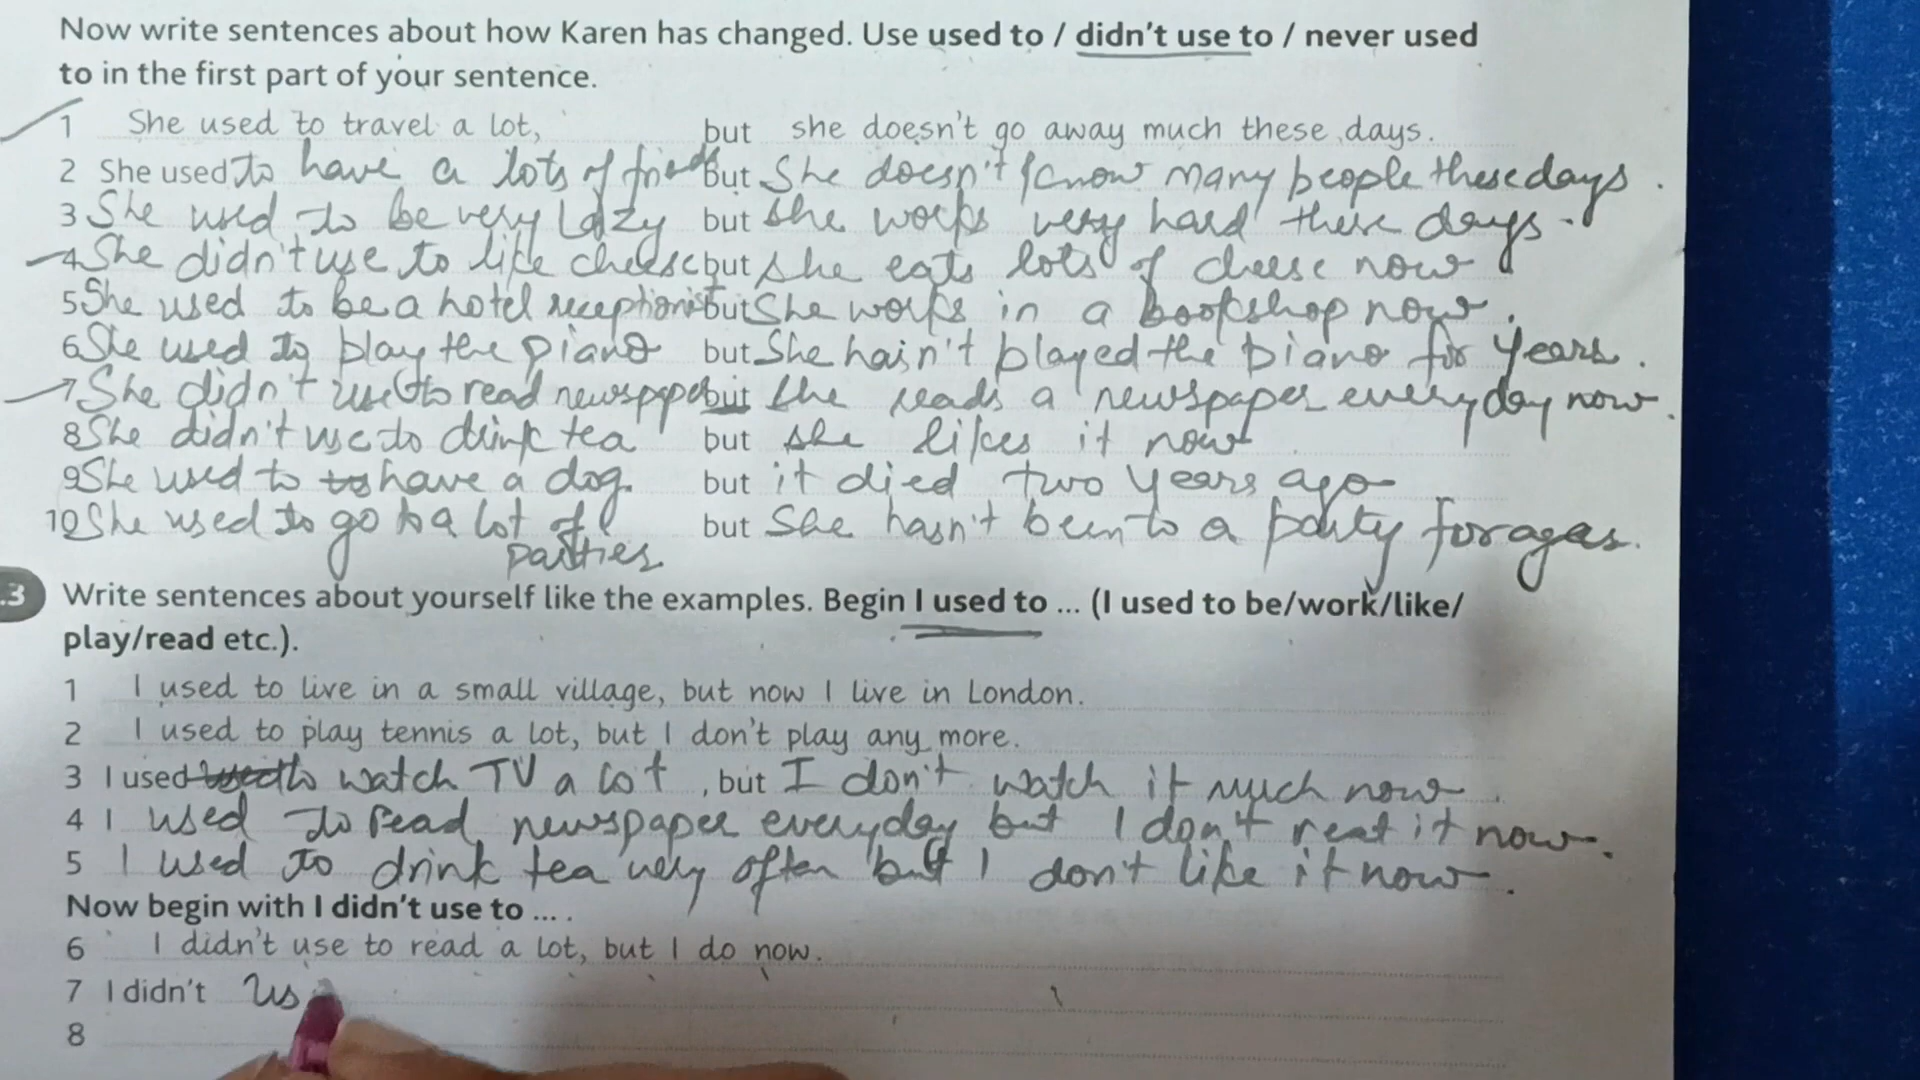 Now write sentences about how Karen has changed. Use used to / didn't use to / never used
to in the first part of your sentence.
1 She used to travel a lot, but she doesn't go away much these days.
2 She used to have a lots of friends but She doesn't know many people these days.
3 She used to be very Lazy but she works very hard these days.
4 She didn't use to like cheese but she eats lots of cheese now
5 She used to be a hotel receptionist but She works in a bookshop now.
6 She used to play the piano but She hasn't played the piano for years.
7 She didn't use to read newspaper but she reads a newspaper everyday now.
8 She didn't use to drink tea but she likes it now
9 She used to have a dog. but it died two years ago
10 She used to go to a lot of but She hasn't been to a party for ages.
parties
.3 Write sentences about yourself like the examples. Begin I used to ... (I used to be/work/like/
play/read etc.).
1 I used to live in a small village, but now I live in London.
2 I used to play tennis a lot, but I don't play any more.
3 I used to watch TV a lot, but I don't watch it much now.
4 I used to read newspaper everyday but I don't reat it now.
5 I used to drink tea very often but I don't like it now.
Now begin with I didn't use to ... .
6 I didn't use to read a lot, but I do now.
7 I didn't us
8